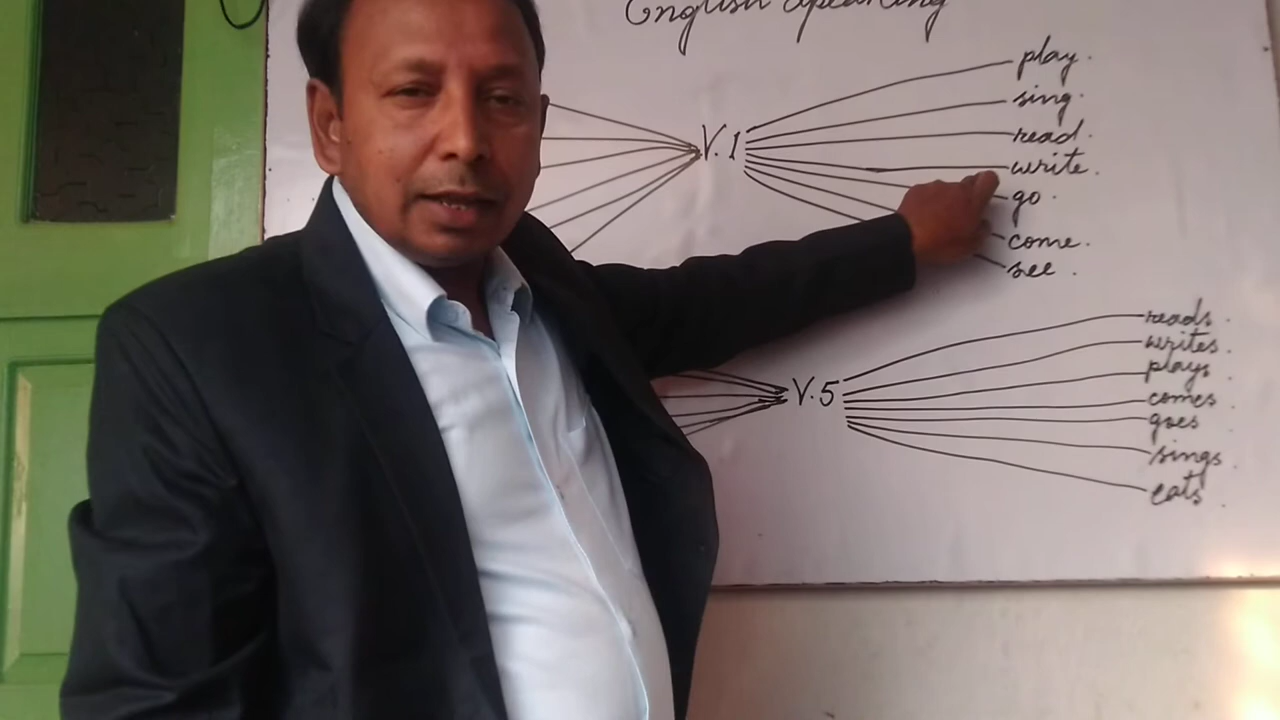 English Speaking
V.1
play.
sing.
read.
write.
go.
come.
see.
V.5
reads.
writes.
plays.
comes
goes
sings.
eats.